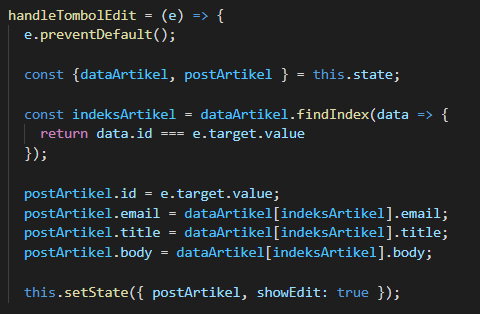 handleTombolEdit = (e) => {
e.preventDefault();
const {dataArtikel, postArtikel } = this.state;
const indeksArtikel = dataArtikel.findIndex(data => {
return data.id === e.target.value
});
postArtikel.id = e.target.value;
postArtikel.email = dataArtikel[indeksArtikel].email;
postArtikel.title = dataArtikel[indeksArtikel].title;
postArtikel.body = dataArtikel[indeksArtikel].body;
this.setState({ postArtikel, showEdit: true });